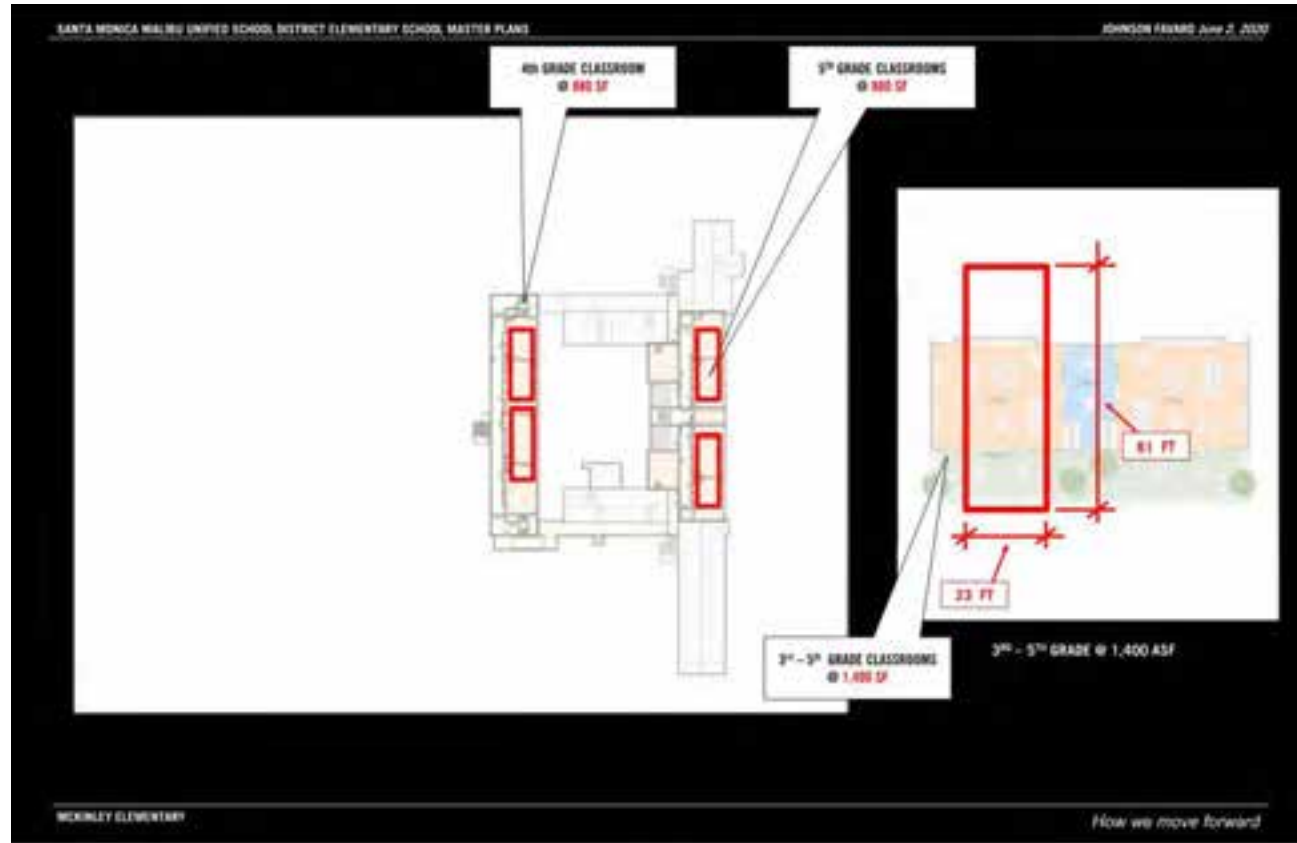 SANTA MONICA MALIBU UNIFIED SCHOOL DISTRICT ELEMENTARY SCHOOL MASTER PLANS
JOHNSON FAVARO June 2, 2020
4th GRADE CLASSROOM
@ SF
5TH GRADE CLASSROOMS
@ SF
61 FT
23 FT
3RD – 5TH GRADE @ 1,400 ASF
3rd – 5th GRADE CLASSROOMS
@ 1,400 SF
MCKINLEY ELEMENTARY
How we move forward